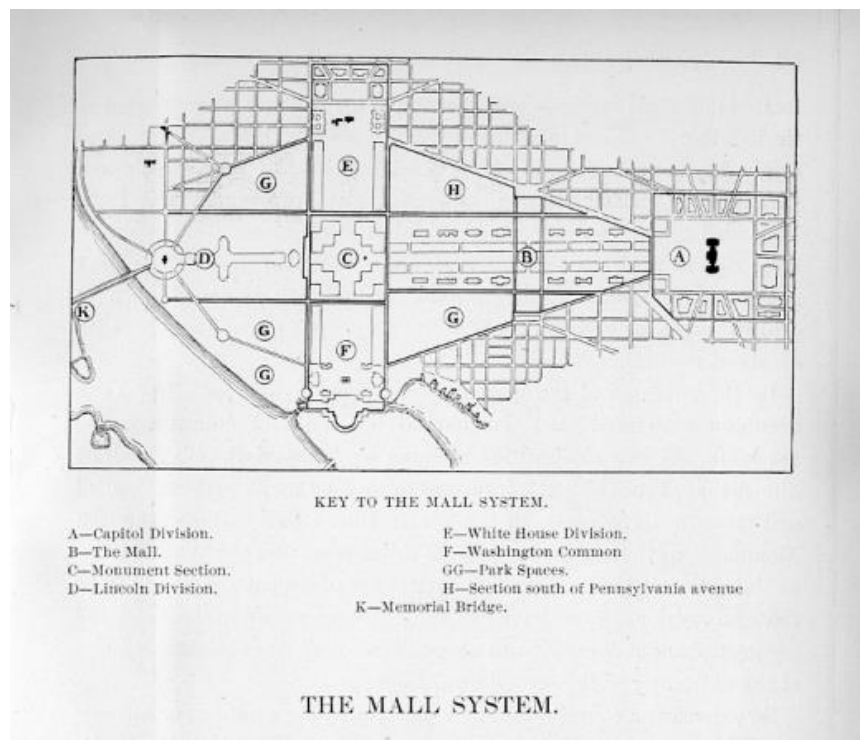 G
E
H
D
C
B
A
K
G
G
F
G
KEY TO THE MALL SYSTEM.
A—Capitol Division.
B—The Mall.
C—Monument Section.
D—Lincoln Division.
E—White House Division.
F—Washington Common
GG—Park Spaces.
H—Section south of Pennsylvania avenue
K—Memorial Bridge.
THE MALL SYSTEM.